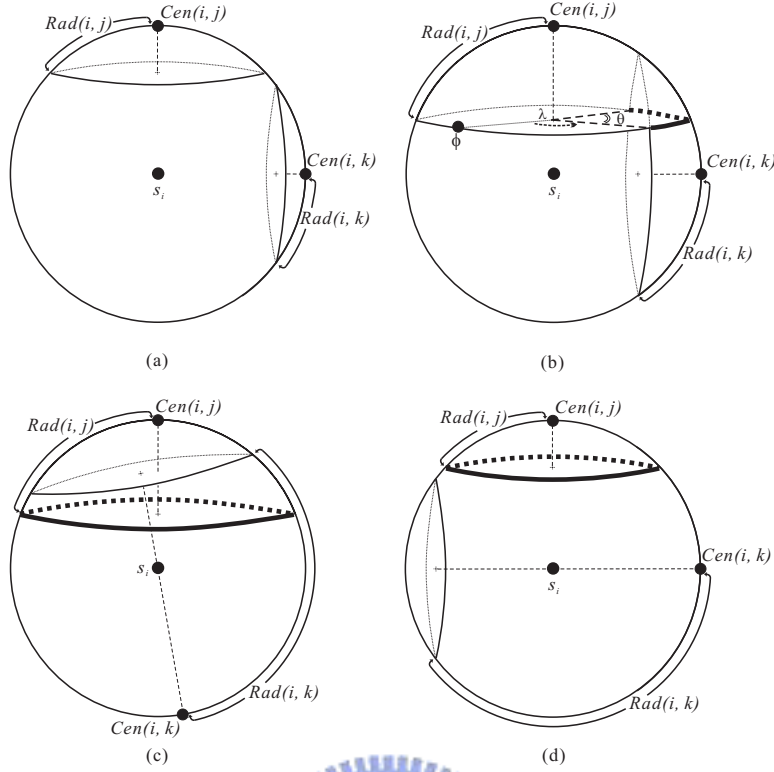 Cen(i, j)
Rad(i, j)
s_i
Cen(i, k)
Rad(i, k)
(a)
Cen(i, j)
Rad(i, j)
λ
θ
ϕ
s_i
Cen(i, k)
Rad(i, k)
(b)
Cen(i, j)
Rad(i, j)
s_i
Rad(i, k)
Cen(i, k)
(c)
Cen(i, j)
Rad(i, j)
Cen(i, k)
s_i
Rad(i, k)
(d)